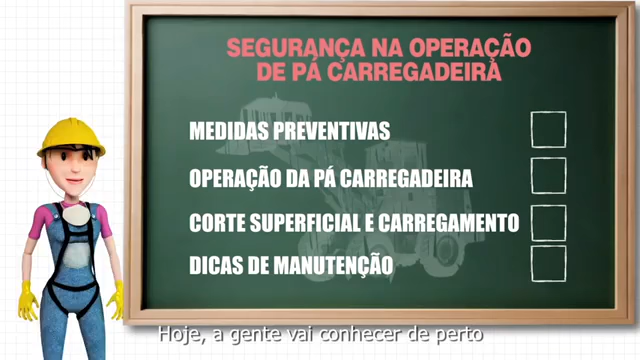 SEGURANÇA NA OPERAÇÃO
DE PÁ CARREGADEIRA
MEDIDAS PREVENTIVAS
OPERAÇÃO DA PÁ CARREGADEIRA
CORTE SUPERFICIAL E CARREGAMENTO
DICAS DE MANUTENÇÃO
Hoje, a gente vai conhecer de perto